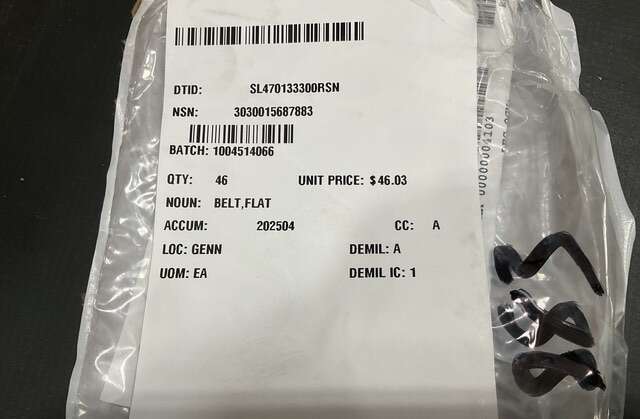 DTID: SL470133300RSN
NSN: 3030015687883
BATCH: 1004514066
QTY: 46 UNIT PRICE: $46.03
NOUN: BELT,FLAT
ACCUM: 202504 CC: A
LOC: GENN DEMIL: A
UOM: EA DEMIL IC: 1